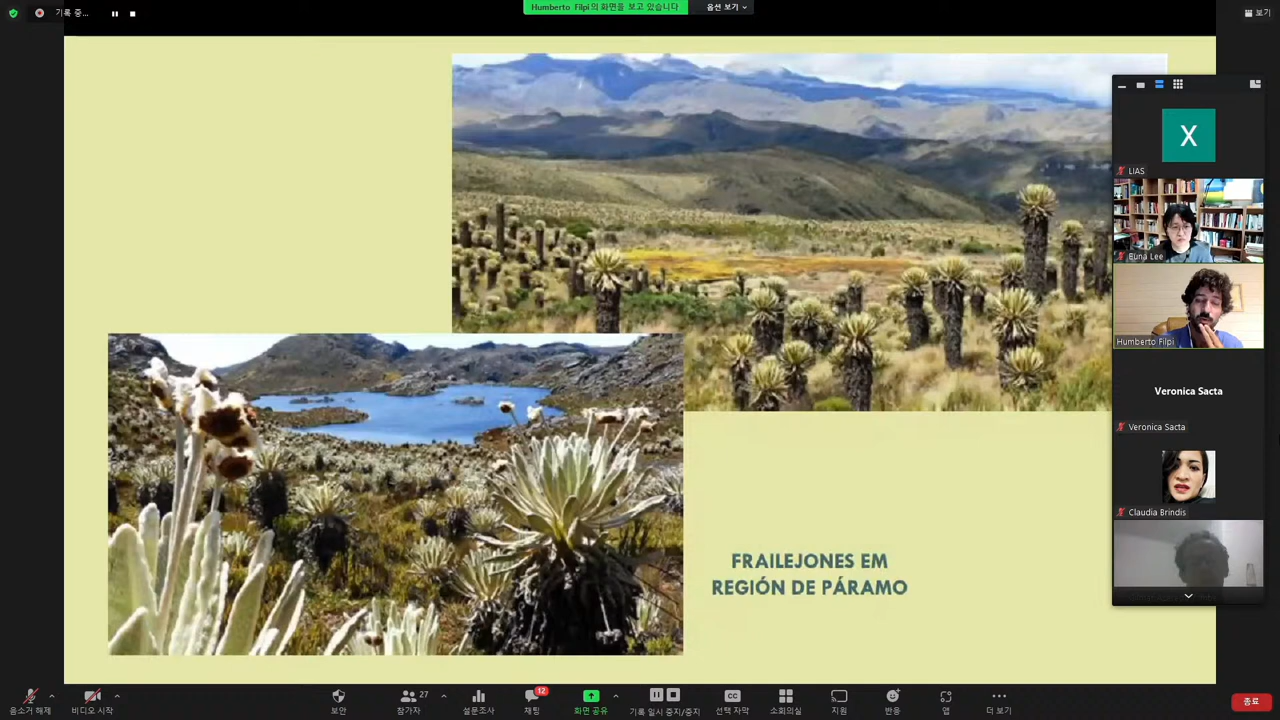 기록 중...
Humberto Filpi의 화면을 보고 있습니다
옵션 보기
보기
X
LIAS
Euna Lee
Humberto Filpi
Veronica Sacta
Veronica Sacta
Claudia Brindis
FRAILEJONES EM
REGIÓN DE PÁRAMO
음소거 해제
비디오 시작
보안
27
참가자
설문조사
12
채팅
화면 공유
기록 일시 중지/중지
CC
선택 자막
소회의실
지원
반응
앱
더 보기
종료